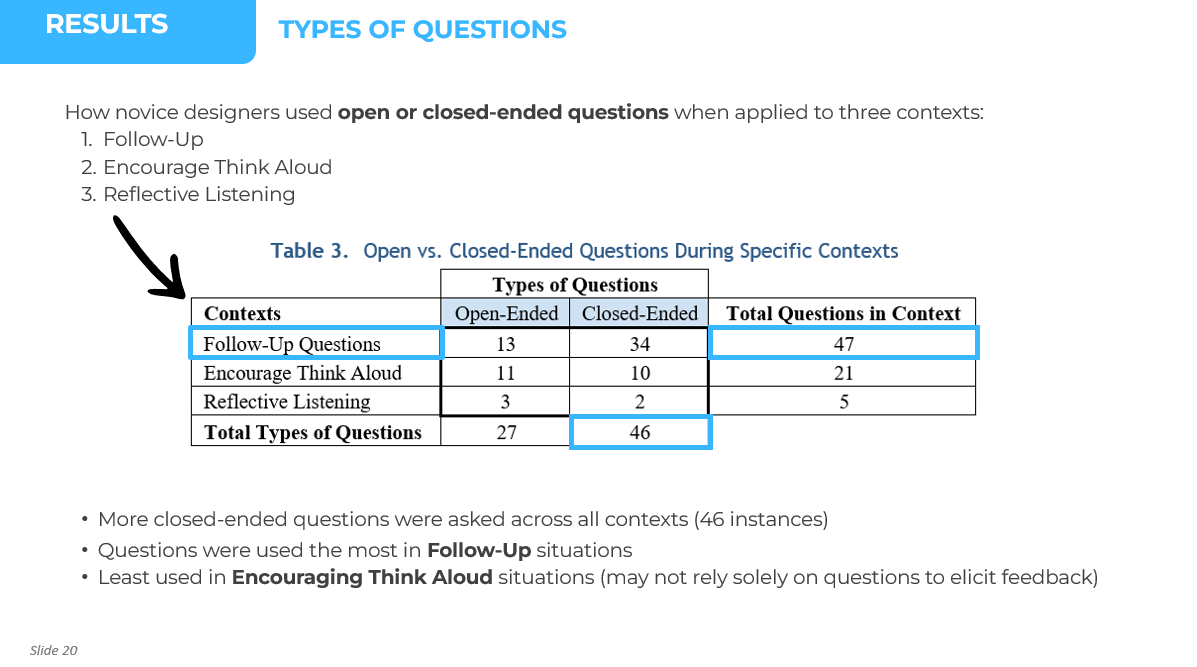 RESULTS
TYPES OF QUESTIONS
How novice designers used open or closed-ended questions when applied to three contexts:
1. Follow-Up
2. Encourage Think Aloud
3. Reflective Listening
Table 3. Open vs. Closed-Ended Questions During Specific Contexts
Types of Questions
Contexts Open-Ended Closed-Ended Total Questions in Context
Follow-Up Questions 13 34 47
Encourage Think Aloud 11 10 21
Reflective Listening 3 2 5
Total Types of Questions 27 46
• More closed-ended questions were asked across all contexts (46 instances)
• Questions were used the most in Follow-Up situations
• Least used in Encouraging Think Aloud situations (may not rely solely on questions to elicit feedback)
Slide 20